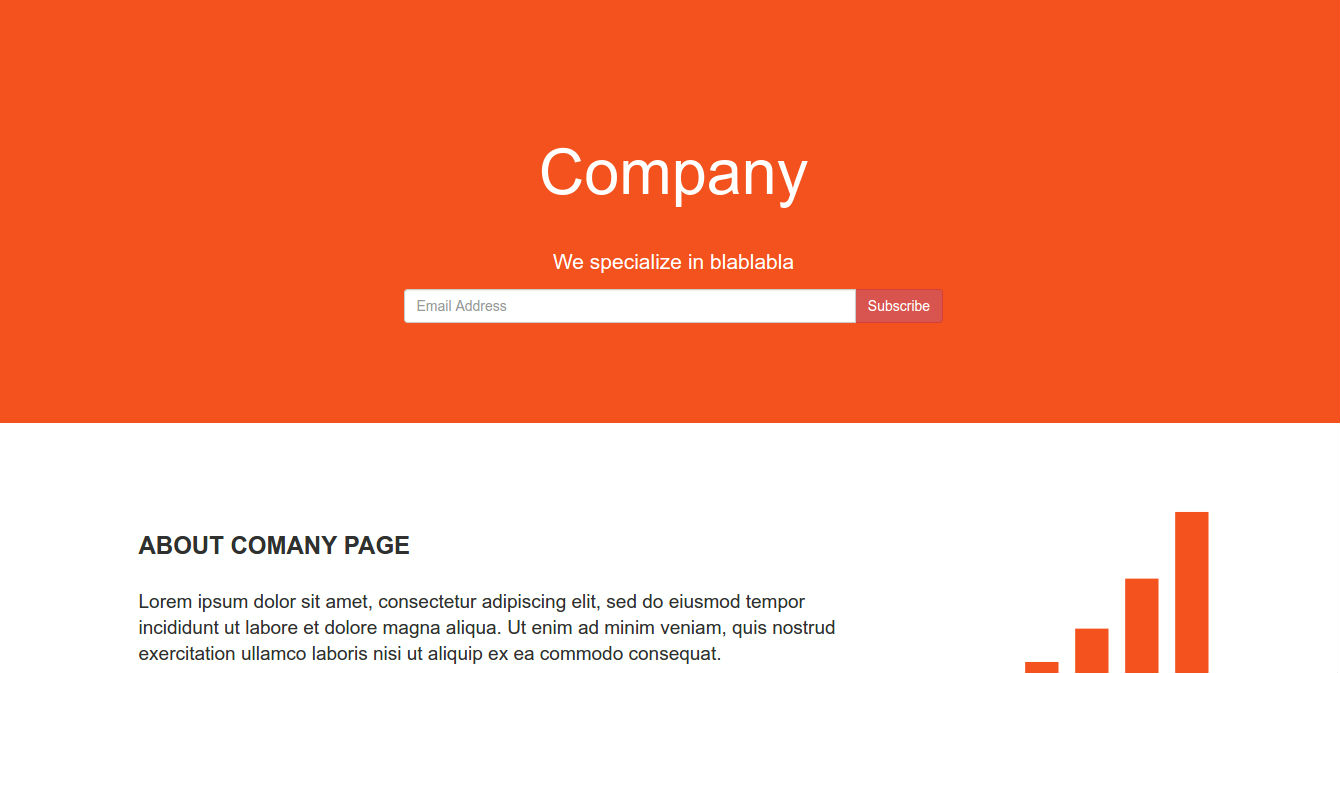 Company
We specialize in blablabla
Email Address
Subscribe
ABOUT COMANY PAGE
Lorem ipsum dolor sit amet, consectetur adipiscing elit, sed do eiusmod tempor
incididunt ut labore et dolore magna aliqua. Ut enim ad minim veniam, quis nostrud
exercitation ullamco laboris nisi ut aliquip ex ea commodo consequat.